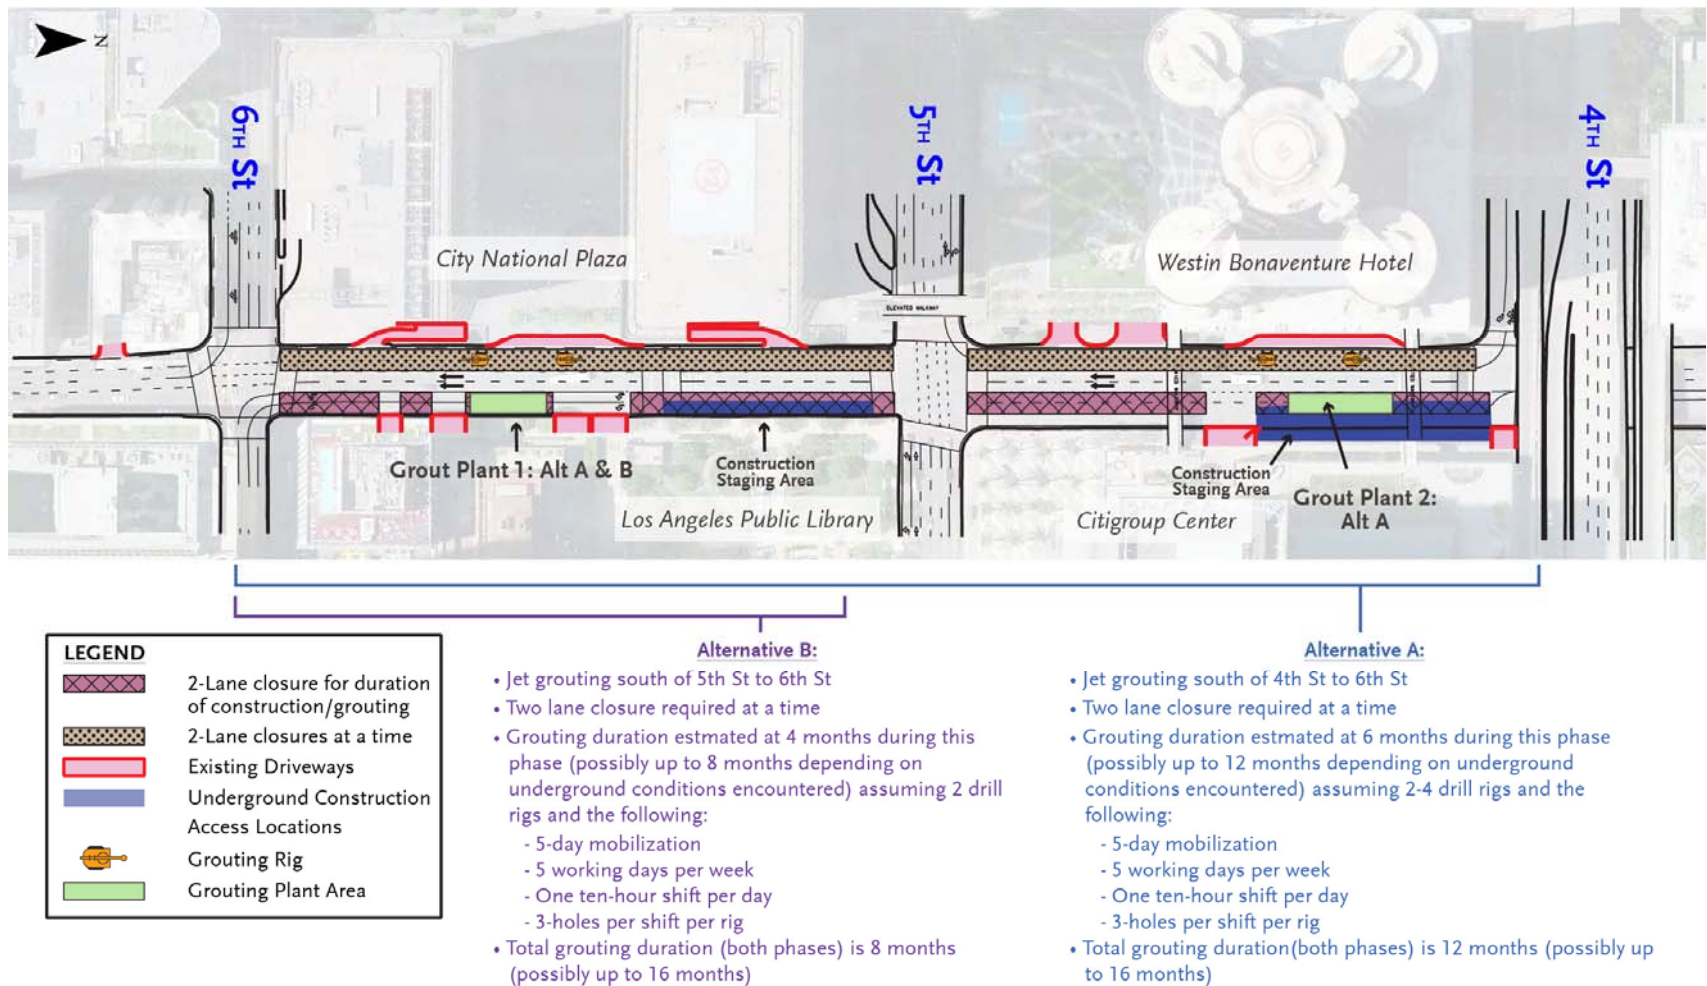 N
6TH St
5TH St
4TH St
City National Plaza
Westin Bonaventure Hotel
ELEVATED WALKWAY
Grout Plant 1: Alt A & B
Construction
Staging Area
Los Angeles Public Library
Construction
Staging Area
Citigroup Center
Grout Plant 2:
Alt A
LEGEND
2-Lane closure for duration
of construction/grouting
2-Lane closures at a time
Existing Driveways
Underground Construction
Access Locations
Grouting Rig
Grouting Plant Area
Alternative B:
• Jet grouting south of 5th St to 6th St
• Two lane closure required at a time
• Grouting duration estmated at 4 months during this
phase (possibly up to 8 months depending on
underground conditions encountered) assuming 2 drill
rigs and the following:
- 5-day mobilization
- 5 working days per week
- One ten-hour shift per day
- 3-holes per shift per rig
• Total grouting duration (both phases) is 8 months
(possibly up to 16 months)
Alternative A:
• Jet grouting south of 4th St to 6th St
• Two lane closure required at a time
• Grouting duration estmated at 6 months during this phase
(possibly up to 12 months depending on underground
conditions encountered) assuming 2-4 drill rigs and the
following:
- 5-day mobilization
- 5 working days per week
- One ten-hour shift per day
- 3-holes per shift per rig
• Total grouting duration(both phases) is 12 months (possibly up
to 16 months)